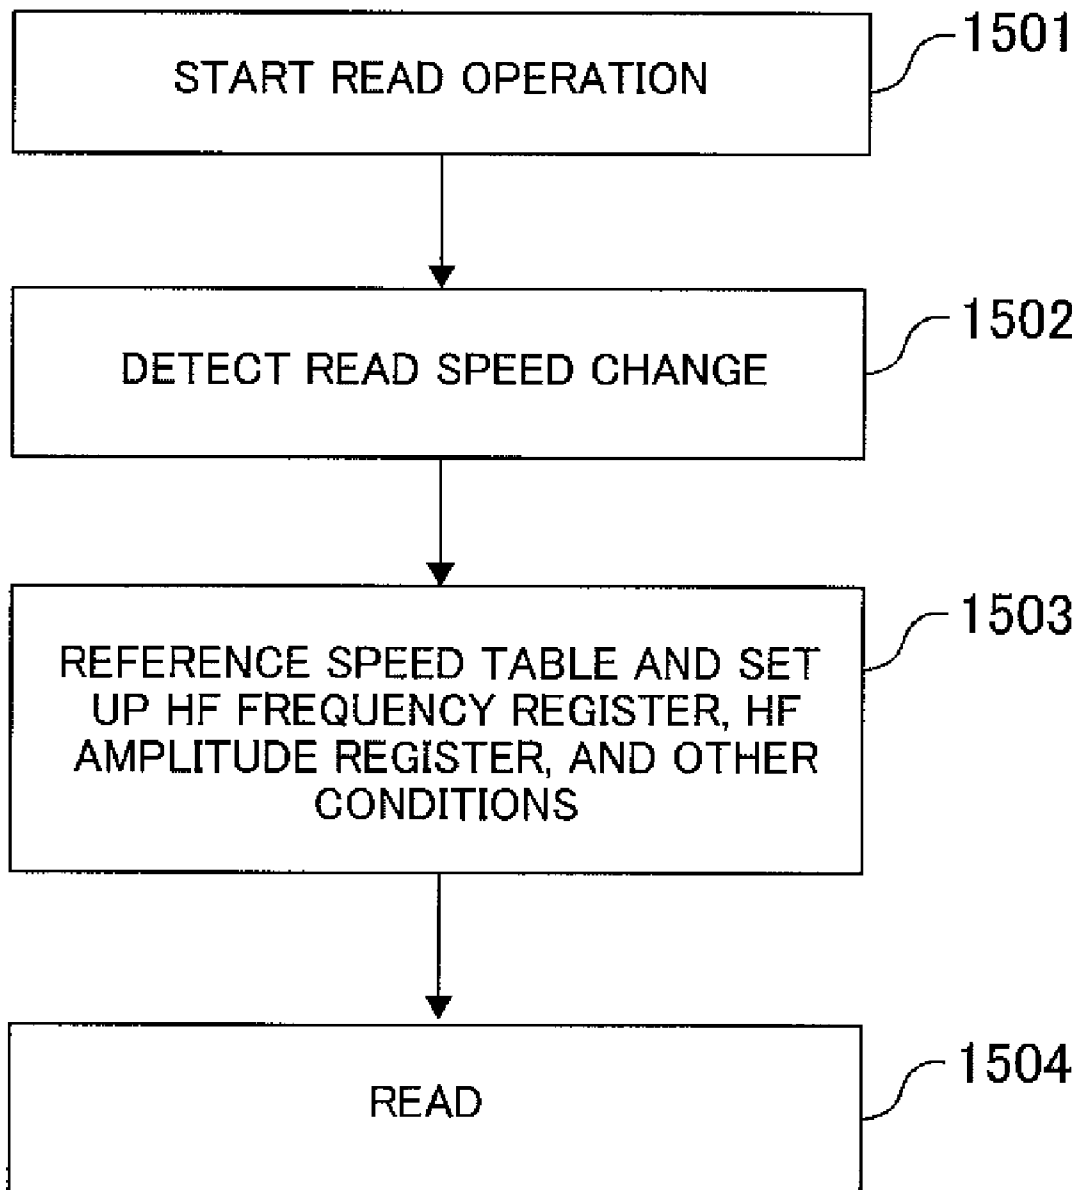 1501
START READ OPERATION
1502
DETECT READ SPEED CHANGE
1503
REFERENCE SPEED TABLE AND SET
UP HF FREQUENCY REGISTER, HF
AMPLITUDE REGISTER, AND OTHER
CONDITIONS
1504
READ